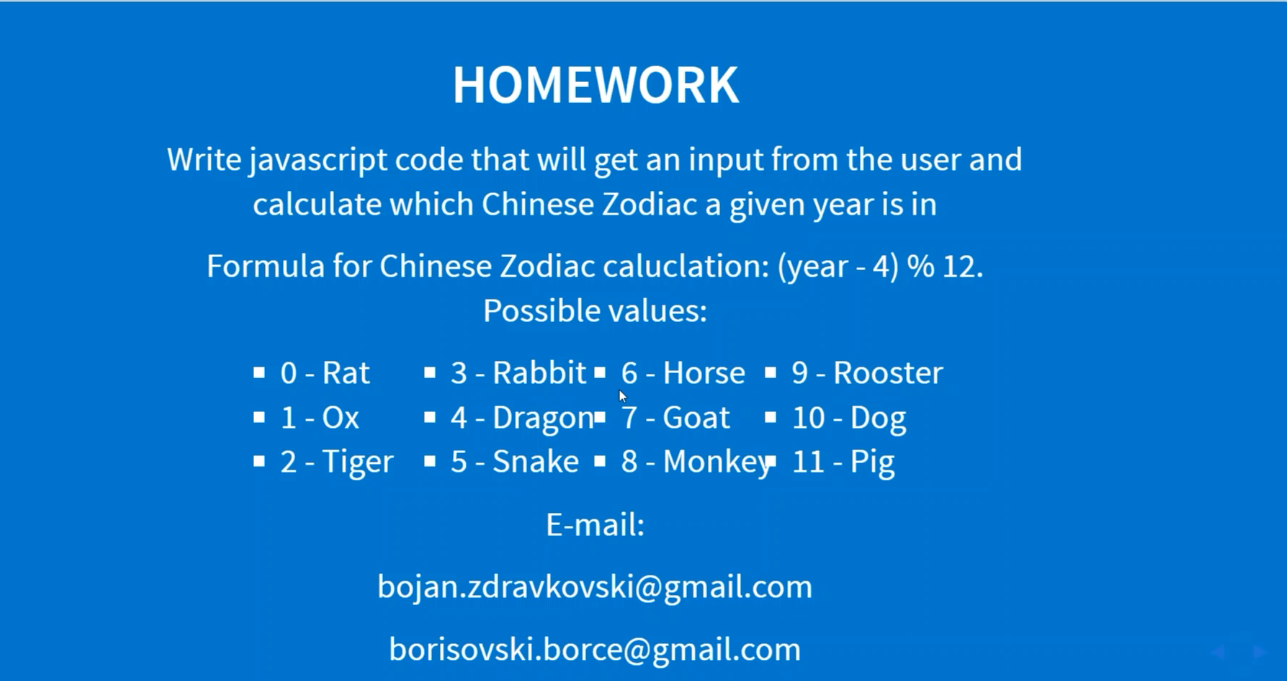 HOMEWORK
Write javascript code that will get an input from the user and
calculate which Chinese Zodiac a given year is in
Formula for Chinese Zodiac caluclation: (year - 4) % 12.
Possible values:
▪ 0 - Rat ▪ 3 - Rabbit ▪ 6 - Horse ▪ 9 - Rooster
▪ 1 - Ox ▪ 4 - Dragon ▪ 7 - Goat ▪ 10 - Dog
▪ 2 - Tiger ▪ 5 - Snake ▪ 8 - Monkey ▪ 11 - Pig
E-mail:
bojan.zdravkovski@gmail.com
borisovski.borce@gmail.com